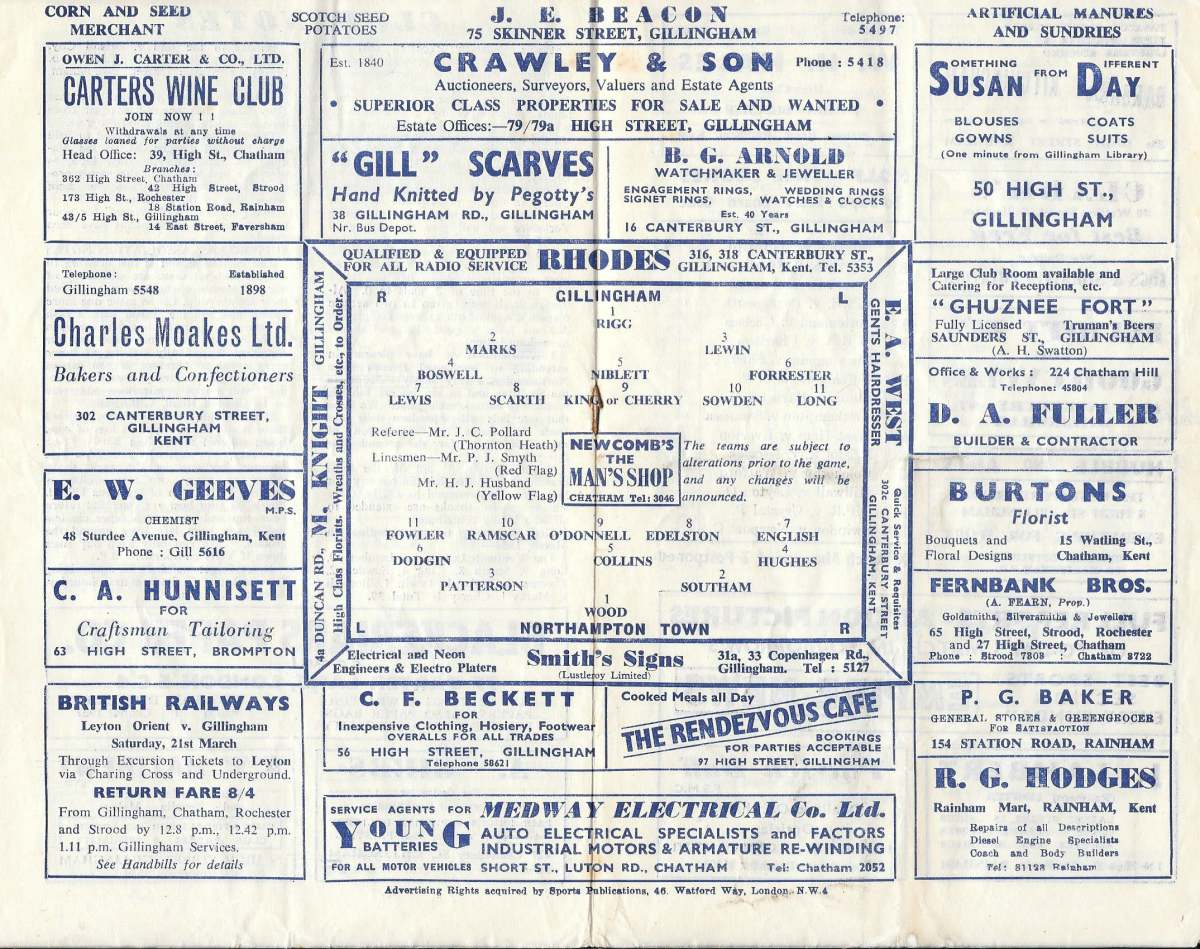 CORN AND SEED
MERCHANT
SCOTCH SEED
POTATOES
J. E. BEACON
75 SKINNER STREET, GILLINGHAM
Telephone:
5497
ARTIFICIAL MANURES
AND SUNDRIES
OWEN J. CARTER & CO., LTD.
CARTERS WINE CLUB
JOIN NOW ! !
Withdrawals at any time
Glasses loaned for parties without charge
Head Office: 39, High St., Chatham
Branches:
362 High Street, Chatham
42 High Street, Strood
173 High St., Rochester
18 Station Road, Rainham
43/5 High St., Gillingham
14 East Street, Faversham
Est. 1840
CRAWLEY & SON
Phone : 5418
Auctioneers, Surveyors, Valuers and Estate Agents
• SUPERIOR CLASS PROPERTIES FOR SALE AND WANTED •
Estate Offices:—79/79a HIGH STREET, GILLINGHAM
"GILL" SCARVES
Hand Knitted by Pegotty's
38 GILLINGHAM RD., GILLINGHAM
Nr. Bus Depot.
B. G. ARNOLD
WATCHMAKER & JEWELLER
ENGAGEMENT RINGS, WEDDING RINGS
SIGNET RINGS, WATCHES & CLOCKS
Est. 40 Years
16 CANTERBURY ST., GILLINGHAM
SOMETHING FROM DIFFERENT
SUSAN DAY
BLOUSES COATS
GOWNS SUITS
(One minute from Gillingham Library)
50 HIGH ST.,
GILLINGHAM
Telephone: Established
Gillingham 5548 1898
Charles Moakes Ltd.
Bakers and Confectioners
302 CANTERBURY STREET,
GILLINGHAM
KENT
E. W. GEEVES
M.P.S.
CHEMIST
48 Sturdee Avenue, Gillingham, Kent
Phone : Gill 5616
C. A. HUNNISETT
FOR
Craftsman Tailoring
63 HIGH STREET, BROMPTON
BRITISH RAILWAYS
Leyton Orient v. Gillingham
Saturday, 21st March
Through Excursion Tickets to Leyton
via Charing Cross and Underground.
RETURN FARE 8/4
From Gillingham, Chatham, Rochester
and Strood by 12.8 p.m., 12.42 p.m.
1.11 p.m. Gillingham Services.
See Handbills for details
QUALIFIED & EQUIPPED
FOR ALL RADIO SERVICE
RHODES
316, 318 CANTERBURY ST.,
GILLINGHAM, Kent. Tel. 5353
4a DUNCAN RD., M. KNIGHT GILLINGHAM
High Class Florists, Wreaths and Crosses, etc., to Order.
R GILLINGHAM L
1
RIGG
2 3
MARKS LEWIN
4 5 6
BOSWELL NIBLETT FORRESTER
7 8 9 10 11
LEWIS SCARTH KING or CHERRY SOWDEN LONG
Referee—Mr. J. C. Pollard
(Thornton Heath)
Linesmen—Mr. P. J. Smyth
(Red Flag)
Mr. H. J. Husband
(Yellow Flag)
NEWCOMB'S
THE
MAN'S SHOP
CHATHAM Tel: 3046
The teams are subject to
alterations prior to the game,
and any changes will be
announced.
11 10 9 8 7
FOWLER RAMSCAR O'DONNELL EDELSTON ENGLISH
6 5 4
DODGIN COLLINS HUGHES
3 2
PATTERSON SOUTHAM
1
WOOD
L NORTHAMPTON TOWN R
E. A. WEST
GENTS HAIRDRESSER
Quick Service & Requisites
302c CANTERBURY STREET
GILLINGHAM, KENT
Electrical and Neon
Engineers & Electro Platers
Smith's Signs
(Lustleroy Limited)
31a, 33 Copenhagen Rd.,
Gillingham. Tel : 5127
Large Club Room available and
Catering for Receptions, etc.
"GHUZNEE FORT"
Fully Licensed Truman's Beers
SAUNDERS ST., GILLINGHAM
(A. H. Swatton)
Office & Works : 224 Chatham Hill
Telephone: 45804
D. A. FULLER
BUILDER & CONTRACTOR
BURTONS
Florist
Bouquets and 15 Watling St.,
Floral Designs Chatham, Kent
FERNBANK BROS.
(A. FEARN, Prop.)
Goldsmiths, Silversmiths & Jewellers
65 High Street, Strood, Rochester
and 27 High Street, Chatham
Phone : Strood 7803 : Chatham 3722
P. G. BAKER
GENERAL STORES & GREENGROCER
FOR SATISFACTION
154 STATION ROAD, RAINHAM
R. G. HODGES
Rainham Mart, RAINHAM, Kent
Repairs of all Descriptions
Diesel Engine Specialists
Coach and Body Builders
Tel: 81128 Rainham
C. F. BECKETT
FOR
Inexpensive Clothing, Hosiery, Footwear
OVERALLS FOR ALL TRADES
56 HIGH STREET, GILLINGHAM
Telephone 58621
Cooked Meals all Day
THE RENDEZVOUS CAFE
BOOKINGS
FOR PARTIES ACCEPTABLE
97 HIGH STREET, GILLINGHAM
SERVICE AGENTS FOR
YOUNG
BATTERIES
FOR ALL MOTOR VEHICLES
MEDWAY ELECTRICAL Co. Ltd.
AUTO ELECTRICAL SPECIALISTS and FACTORS
INDUSTRIAL MOTORS & ARMATURE RE-WINDING
SHORT ST., LUTON RD., CHATHAM Tel: Chatham 2052
Advertising Rights acquired by Sports Publications, 46, Watford Way, London, N.W.4